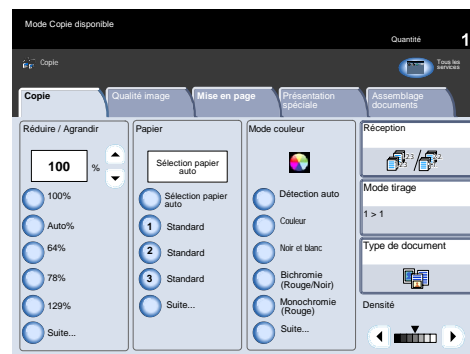 Mode Copie disponible
Quantité
1
Copie
Tous les
services
Copie
Qualité image
Mise en page
Présentation
spéciale
Assemblage
documents
Réduire / Agrandir
100
%
100%
Auto%
64%
78%
129%
Suite...
Papier
Sélection papier
auto
Sélection papier
auto
1 Standard
2 Standard
3 Standard
Suite...
Mode couleur
Détection auto
Couleur
Noir et blanc
Bichromie
(Rouge/Noir)
Monochromie
(Rouge)
Suite...
Réception
Mode tirage
1 > 1
Type de document
Densité